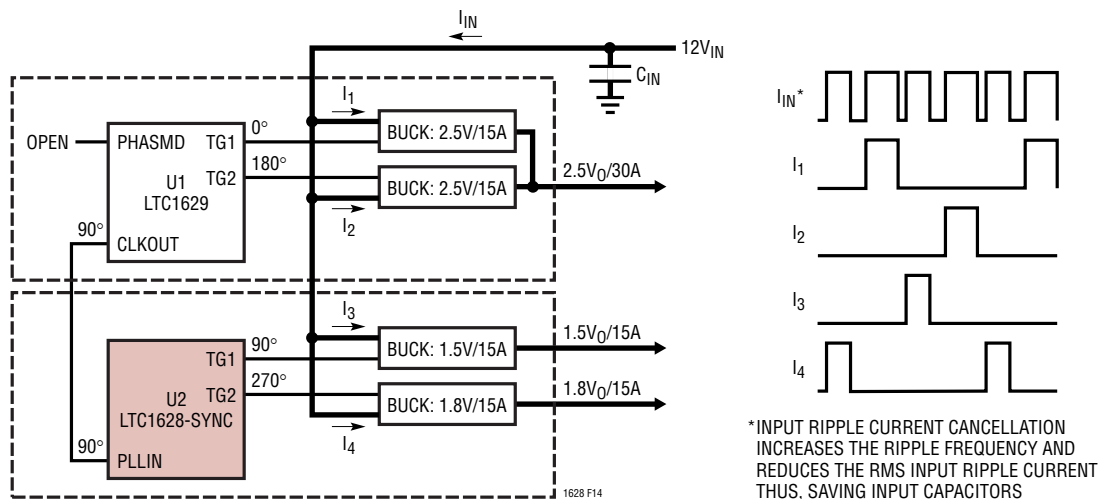 I_IN
12V_IN
C_IN
I_1
BUCK: 2.5V/15A
OPEN
PHASMD
TG1
0°
U1
LTC1629
TG2
180°
BUCK: 2.5V/15A
2.5V_O/30A
I_2
90°
CLKOUT
I_3
BUCK: 1.5V/15A
1.5V_O/15A
TG1
90°
U2
LTC1628-SYNC
TG2
270°
BUCK: 1.8V/15A
1.8V_O/15A
I_4
90°
PLLIN
1628 F14
I_IN*
I_1
I_2
I_3
I_4
*INPUT RIPPLE CURRENT CANCELLATION
INCREASES THE RIPPLE FREQUENCY AND
REDUCES THE RMS INPUT RIPPLE CURRENT
THUS, SAVING INPUT CAPACITORS